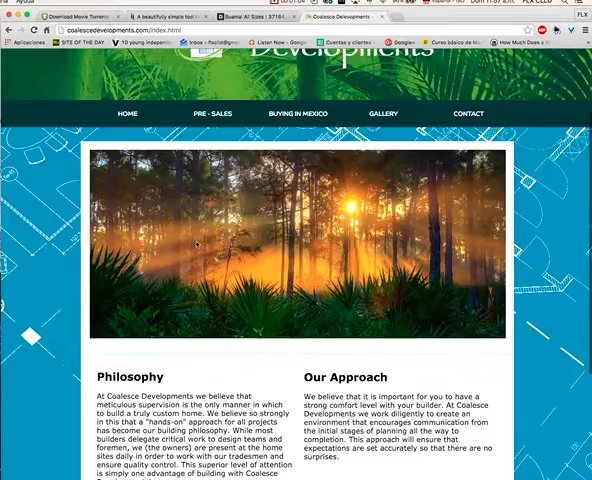 Ayuda
Download Movie Torrents
A beautifully simple tool
Coalesce Developments
FLX
coalescedevelopments.com/index.html
Aplicaciones
SITE OF THE DAY
10 young independ
Inbox - flxclld@gmail
Listen Now - Google
Cuentas y clientes
Google+
Curso básico de M
How Much Does a W
Developments
HOME
PRE - SALES
BUYING IN MEXICO
GALLERY
CONTACT
Philosophy
At Coalesce Developments we believe that
meticulous supervision is the only manner in which
to build a truly custom home. We believe so strongly
in this that a "hands-on" approach for all projects
has become our building philosophy. While most
builders delegate critical work to design teams and
foremen, we (the owners) are present at the home
sites daily in order to work with our tradesmen and
ensure quality control. This superior level of attention
is simply one advantage of building with Coalesce
Our Approach
We believe that it is important for you to have a
strong comfort level with your builder. At Coalesce
Developments we work diligently to create an
environment that encourages communication from
the initial stages of planning all the way to
completion. This approach will ensure that
expectations are set accurately so that there are no
surprises.